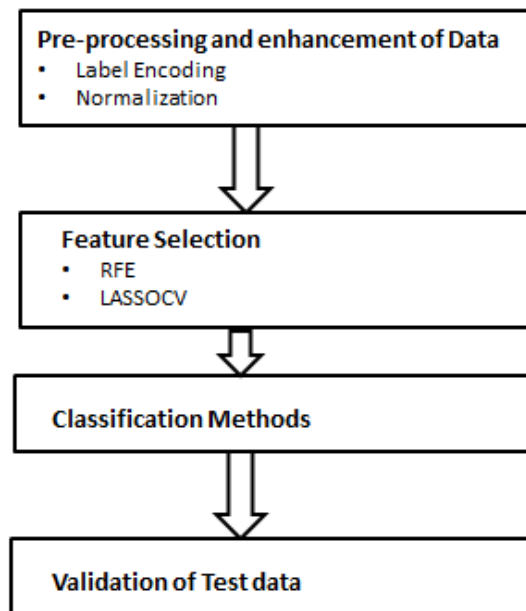 Pre-processing and enhancement of Data
• Label Encoding
• Normalization
Feature Selection
• RFE
• LASSOCV
Classification Methods
Validation of Test data